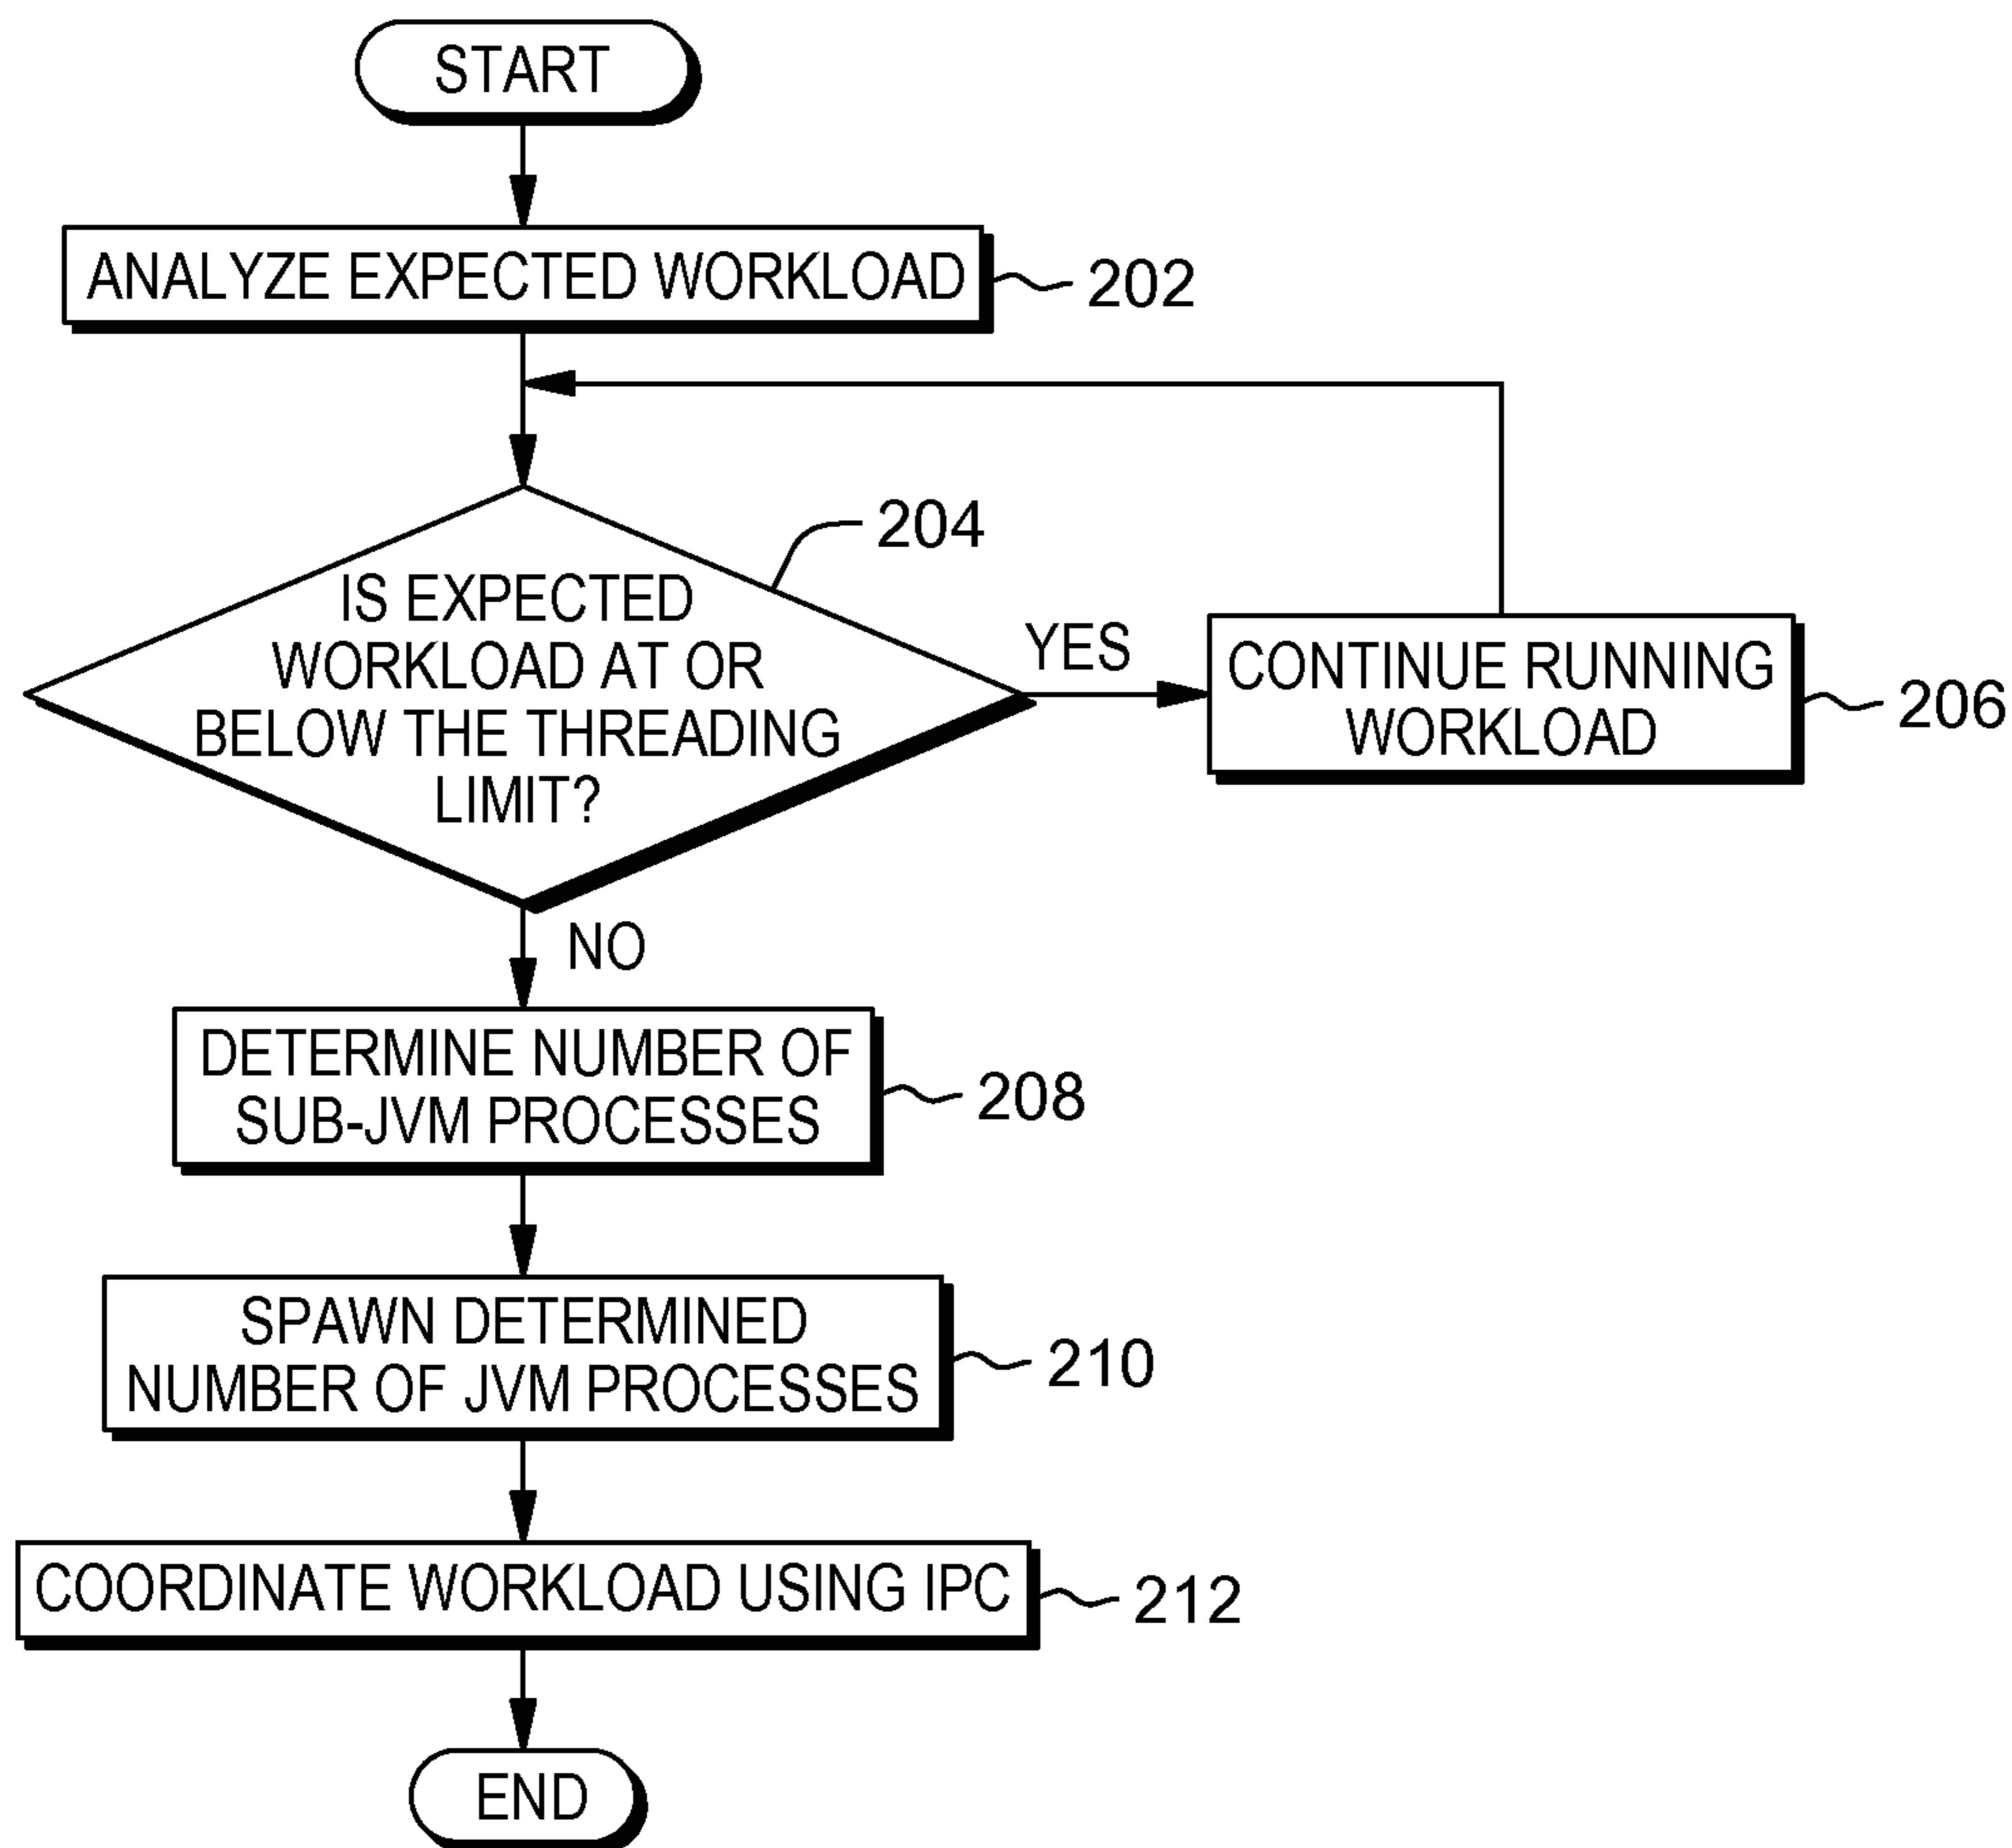 START
ANALYZE EXPECTED WORKLOAD
202
204
IS EXPECTED
WORKLOAD AT OR
BELOW THE THREADING
LIMIT?
YES
CONTINUE RUNNING
WORKLOAD
206
NO
DETERMINE NUMBER OF
SUB-JVM PROCESSES
208
SPAWN DETERMINED
NUMBER OF JVM PROCESSES
210
COORDINATE WORKLOAD USING IPC
212
END